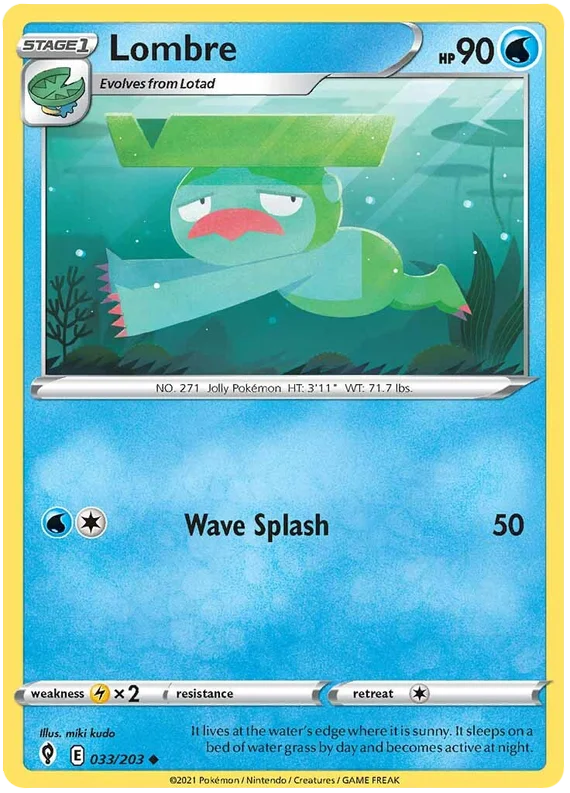 STAGE1 Lombre HP 90
Evolves from Lotad
NO. 271 Jolly Pokémon HT: 3'11" WT: 71.7 lbs.
Wave Splash 50
weakness ×2 resistance retreat
Illus. miki kudo
It lives at the water's edge where it is sunny. It sleeps on
a bed of water grass by day and becomes active at night.
E 033/203
©2021 Pokémon / Nintendo / Creatures / GAME FREAK